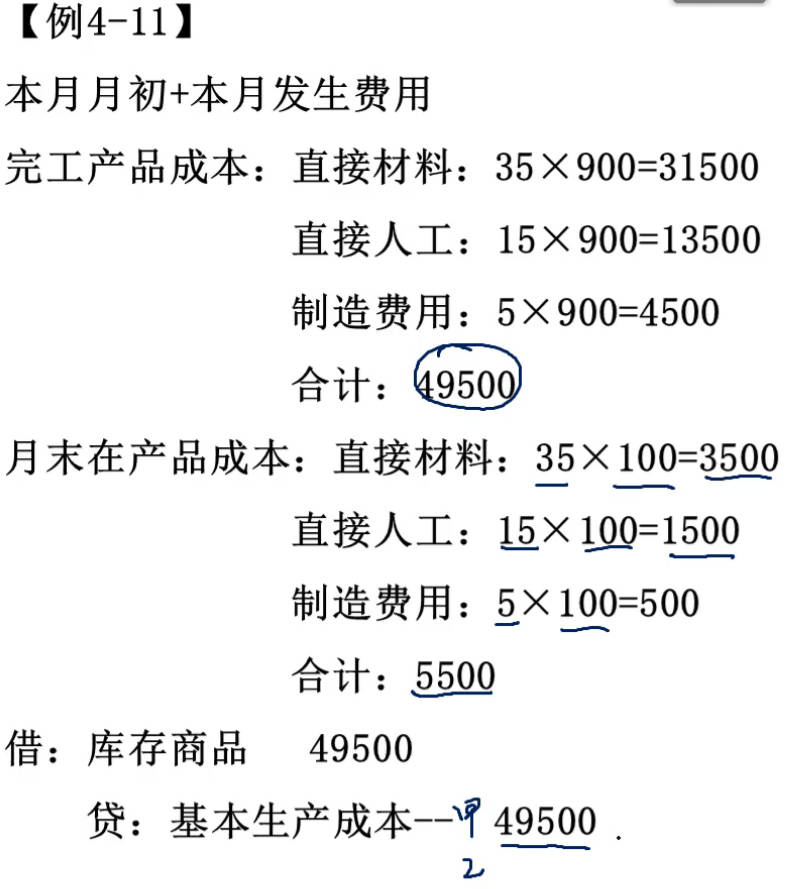 【例4-11】
本月月初+本月发生费用
完工产品成本：直接材料：35×900=31500
直接人工：15×900=13500
制造费用：5×900=4500
合计：49500
月末在产品成本：直接材料：35×100=3500
直接人工：15×100=1500
制造费用：5×100=500
合计：5500
借：库存商品 49500
贷：基本生产成本--甲 49500 .
2